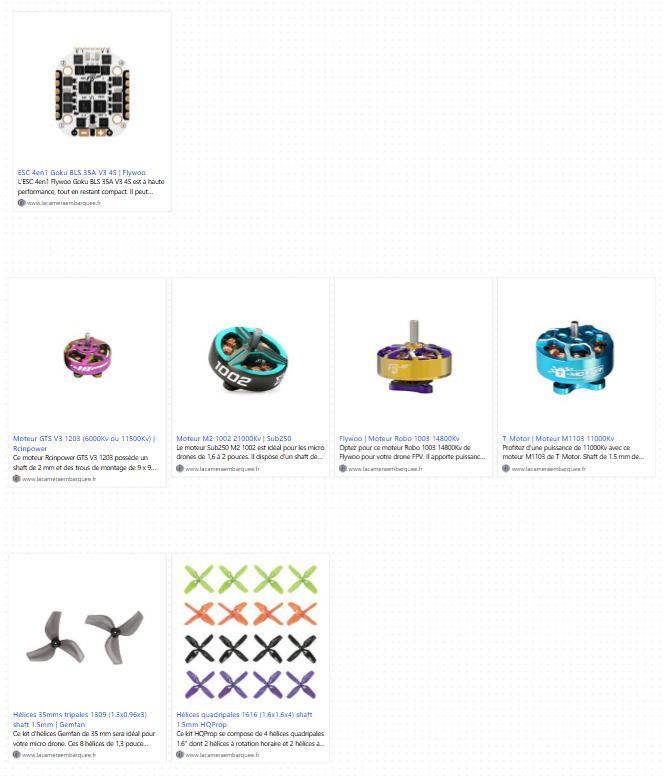 ESC 4en1 Goku BLS 35A V3 4S | Flywoo
L'ESC 4en1 Flywoo Goku BLS 35A V3 4S est à haute
performance, tout en restant compact. Il peut...
www.lacameraembarquee.fr
1002
T-MOTOR
Moteur GTS V3 1203 (6000Kv ou 11500Kv) |
Rcinpower
Ce moteur Rcinpower GTS V3 1203 possède un
shaft de 2 mm et des trous de montage de 9 x 9...
www.lacameraembarquee.fr
Moteur M2 1002 21000Kv | Sub250
Le moteur Sub250 M2 1002 est idéal pour les micro
drones de 1,6 à 2 pouces. Il dispose d'un shaft de...
www.lacameraembarquee.fr
Flywoo | Moteur Robo 1003 14800Kv
Optez pour ce moteur Robo 1003 14800Kv de
Flywoo pour votre drone FPV. Il apporte puissanc...
www.lacameraembarquee.fr
T-Motor | Moteur M1103 11000Kv
Profitez d'une puissance de 11000Kv avec ce
moteur M1103 de T-Motor. Shaft de 1.5 mm de...
www.lacameraembarquee.fr
Hélices 35mms tripales 1309 (1.3x0.96x3)
shaft 1.5mm | Gemfan
Ce kit d'hélices Gemfan de 35 mm sera idéal pour
votre micro drone. Ces 8 hélices de 1,3 pouce...
www.lacameraembarquee.fr
Hélices quadripales 1616 (1.6x1.6x4) shaft
1.5mm HQProp
Ce kit HQProp se compose de 4 hélices quadripales
1.6" dont 2 hélices à rotation horaire et 2 hélices à...
www.lacameraembarquee.fr